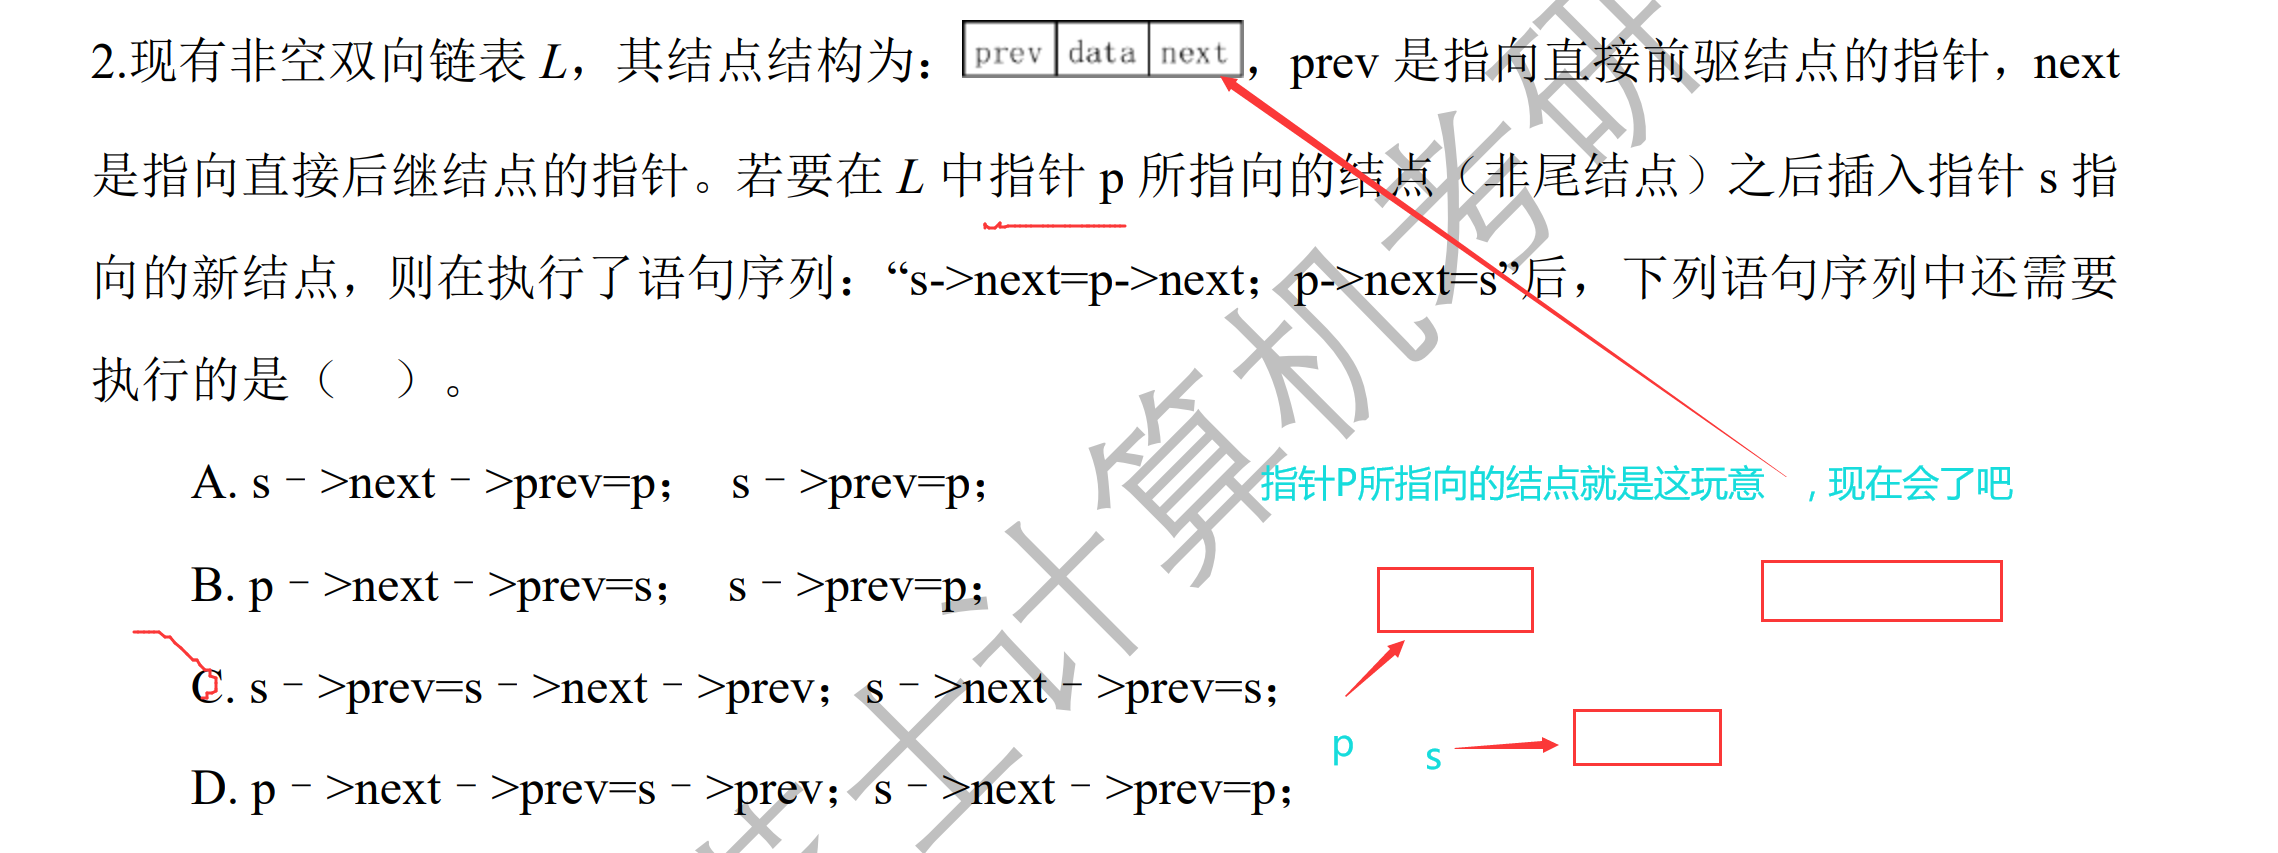 2.现有非空双向链表 L，其结点结构为： prev data next ，prev 是指向直接前驱结点的指针，next
是指向直接后继结点的指针。若要在 L 中指针 p 所指向的结点（非尾结点）之后插入指针 s 指
向的新结点，则在执行了语句序列：“s->next=p->next；p->next=s”后，下列语句序列中还需要
执行的是（ ）。
A. s－>next－>prev=p； s－>prev=p；
指针P所指向的结点就是这玩意 ，现在会了吧
B. p－>next－>prev=s； s－>prev=p；
C. s－>prev=s－>next－>prev；s－>next－>prev=s；
p
s
D. p－>next－>prev=s－>prev；s－>next－>prev=p；
士计算机考研